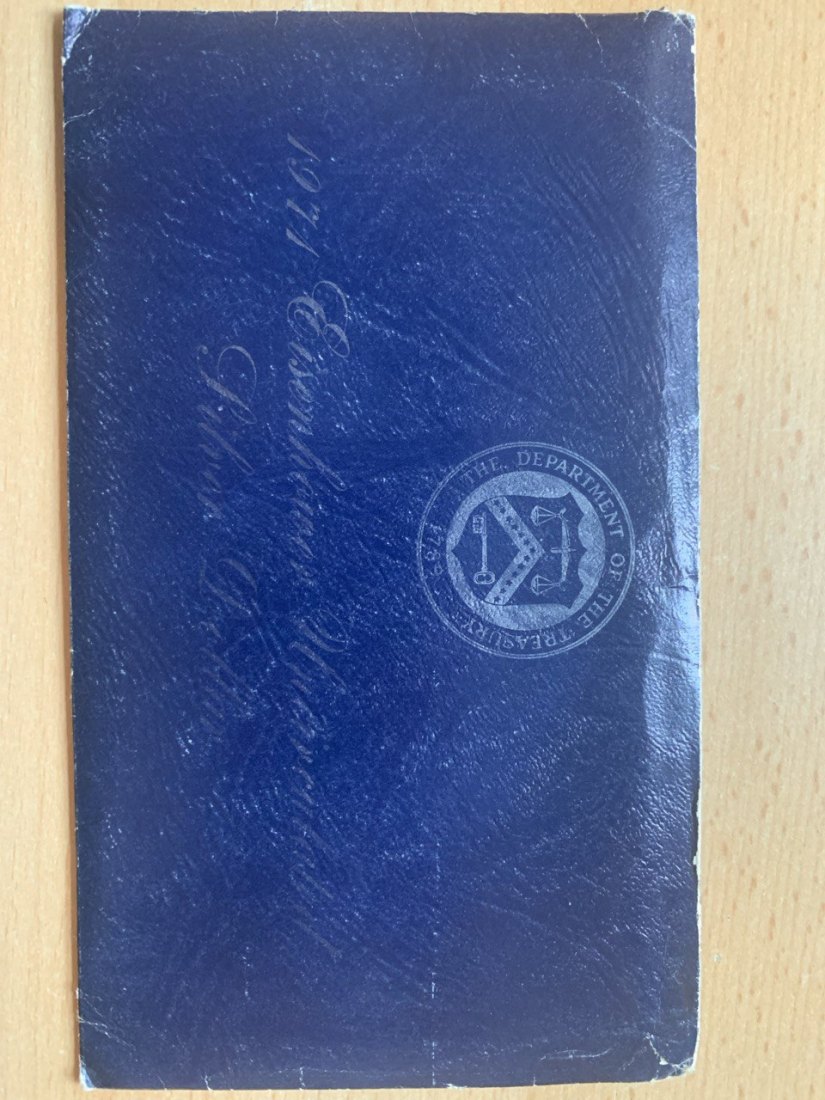 THE DEPARTMENT OF THE TREASURY
1789
1971 Eisenhower Uncirculated
Silver Dollar